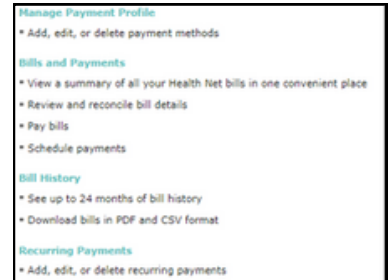 Manage Payment Profile
• Add, edit, or delete payment methods
Bills and Payments
• View a summary of all your Health Net bills in one convenient place
• Review and reconcile bill details
• Pay bills
• Schedule payments
Bill History
• See up to 24 months of bill history
• Download bills in PDF and CSV format
Recurring Payments
• Add, edit, or delete recurring payments